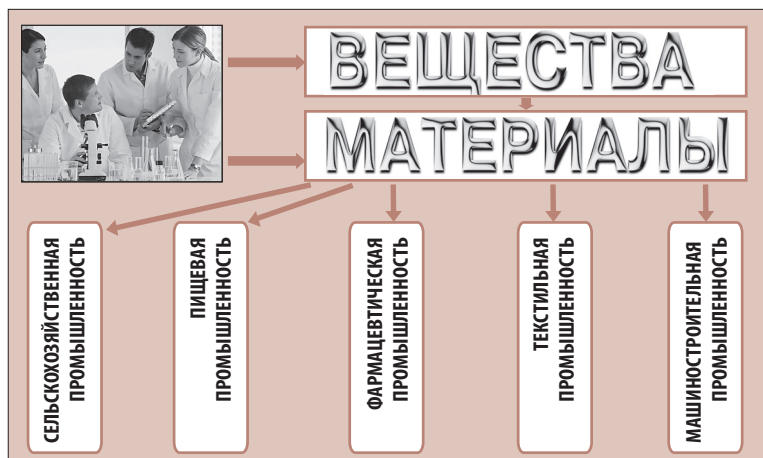 ВЕЩЕСТВА
МАТЕРИАЛЫ
СЕЛЬСКОХОЗЯЙСТВЕННАЯ
ПРОМЫШЛЕННОСТЬ
ПИЩЕВАЯ
ПРОМЫШЛЕННОСТЬ
ФАРМАЦЕВТИЧЕСКАЯ
ПРОМЫШЛЕННОСТЬ
ТЕКСТИЛЬНАЯ
ПРОМЫШЛЕННОСТЬ
МАШИНОСТРОИТЕЛЬНАЯ
ПРОМЫШЛЕННОСТЬ